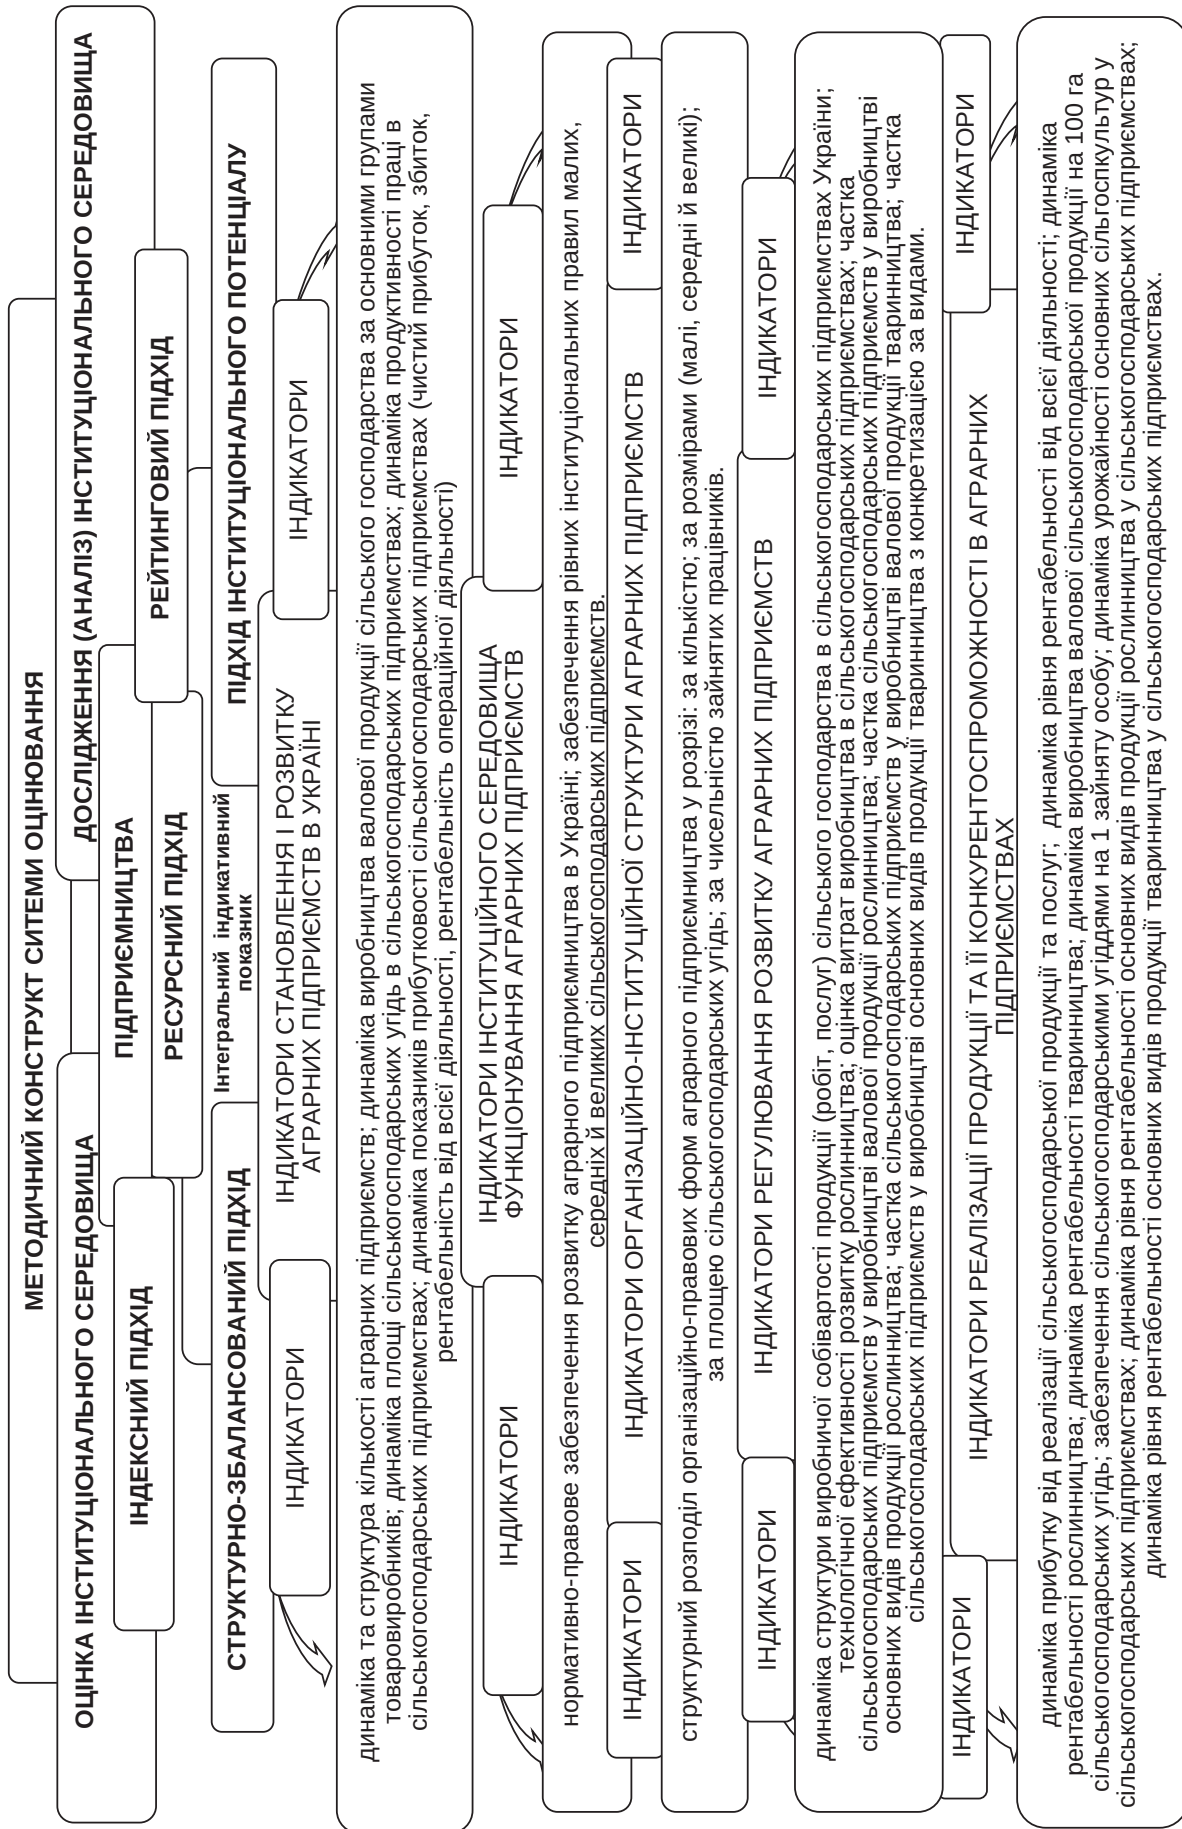 МЕТОДИЧНИЙ КОНСТРУКТ СИТЕМИ ОЦІНЮВАННЯ
ОЦІНКА ІНСТИТУЦІОНАЛЬНОГО СЕРЕДОВИЩА
ДОСЛІДЖЕННЯ (АНАЛІЗ) ІНСТИТУЦІОНАЛЬНОГО СЕРЕДОВИЩА
ПІДПРИЄМНИЦТВА
ІНДЕКСНИЙ ПІДХІД
РЕСУРСНИЙ ПІДХІД
РЕЙТИНГОВИЙ ПІДХІД
СТРУКТУРНО-ЗБАЛАНСОВАНИЙ ПІДХІД
Інтегральний індикативний
показник
ПІДХІД ІНСТИТУЦІОНАЛЬНОГО ПОТЕНЦІАЛУ
ІНДИКАТОРИ
ІНДИКАТОРИ СТАНОВЛЕННЯ І РОЗВИТКУ
АГРАРНИХ ПІДПРИЄМСТВ В УКРАЇНІ
ІНДИКАТОРИ
динаміка та структура кількості аграрних підприємств; динаміка виробництва валової продукції сільського господарства за основними групами
товаровиробників; динаміка площі сільськогосподарських угідь в сільськогосподарських підприємствах; динаміка продуктивності праці в
сільськогосподарських підприємствах; динаміка показників прибутковості сільськогосподарських підприємствах (чистий прибуток, збиток,
рентабельність від всієї діяльності, рентабельність операційної діяльності)
ІНДИКАТОРИ
ІНДИКАТОРИ ІНСТИТУЦІЙНОГО СЕРЕДОВИЩА
ФУНКЦІОНУВАННЯ АГРАРНИХ ПІДПРИЄМСТВ
ІНДИКАТОРИ
нормативно-правове забезпечення розвитку аграрного підприємництва в Україні; забезпечення рівних інституціональних правил малих,
середніх й великих сільськогосподарських підприємств.
ІНДИКАТОРИ
ІНДИКАТОРИ ОРГАНІЗАЦІЙНО-ІНСТИТУЦІЙНОЇ СТРУКТУРИ АГРАРНИХ ПІДПРИЄМСТВ
ІНДИКАТОРИ
структурний розподіл організаційно-правових форм аграрного підприємництва у розрізі: за кількістю; за розмірами (малі, середні й великі);
за площею сільськогосподарських угідь; за чисельністю зайнятих працівників.
ІНДИКАТОРИ
ІНДИКАТОРИ РЕГУЛЮВАННЯ РОЗВИТКУ АГРАРНИХ ПІДПРИЄМСТВ
ІНДИКАТОРИ
динаміка структури виробничої собівартості продукції (робіт, послуг) сільського господарства в сільськогосподарських підприємствах України;
технологічної ефективності розвитку рослинництва; оцінка витрат виробництва в сільськогосподарських підприємствах; частка
сільськогосподарських підприємств у виробництві валової продукції рослинництва; частка сільськогосподарських підприємств у виробництві
основних видів продукції рослинництва; частка сільськогосподарських підприємств у виробництві валової продукції тваринництва; частка
сільськогосподарських підприємств у виробництві основних видів продукції тваринництва з конкретизацією за видами.
ІНДИКАТОРИ
ІНДИКАТОРИ РЕАЛІЗАЦІЇ ПРОДУКЦІЇ ТА ЇЇ КОНКУРЕНТОСПРОМОЖНОСТІ В АГРАРНИХ
ПІДПРИЄМСТВАХ
ІНДИКАТОРИ
динаміка прибутку від реалізації сільськогосподарської продукції та послуг; динаміка рівня рентабельності від всієї діяльності; динаміка
рентабельності рослинництва; динаміка рентабельності тваринництва; динаміка виробництва валової сільськогосподарської продукції на 100 га
сільськогосподарських угідь; забезпечення сільськогосподарськими угіддями на 1 зайняту особу; динаміка урожайності основних сільгоспкультур у
сільськогосподарських підприємствах; динаміка рівня рентабельності основних видів продукції рослинництва у сільськогосподарських підприємствах;
динаміка рівня рентабельності основних видів продукції тваринництва у сільськогосподарських підприємствах.